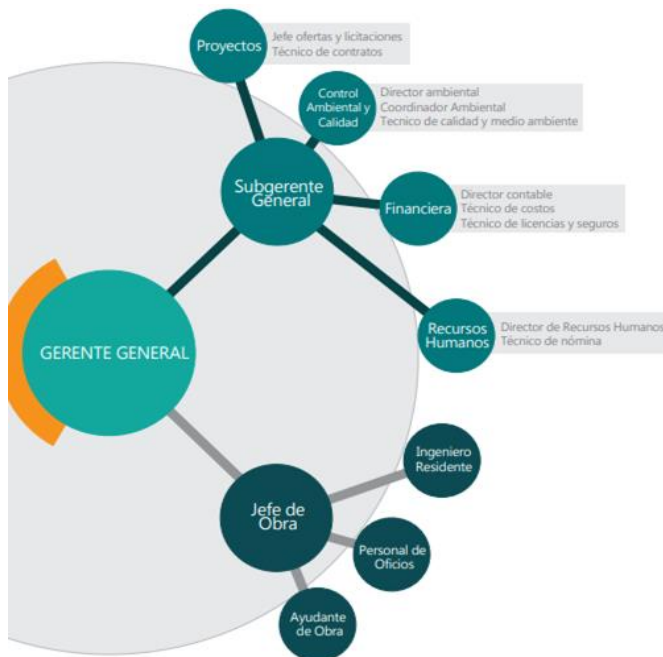 Proyectos
Jefe ofertas y licitaciones
Técnico de contratos
Control
Ambiental y
Calidad
Director ambiental
Coordinador Ambiental
Tecnico de calidad y medio ambiente
Subgerente
General
Financiera
Director contable
Técnico de costos
Técnico de licencias y seguros
Recursos
Humanos
Director de Recursos Humanos
Técnico de nómina
GERENTE GENERAL
Ingeniero
Residente
Jefe de
Obra
Personal de
Oficios
Ayudante
de Obra